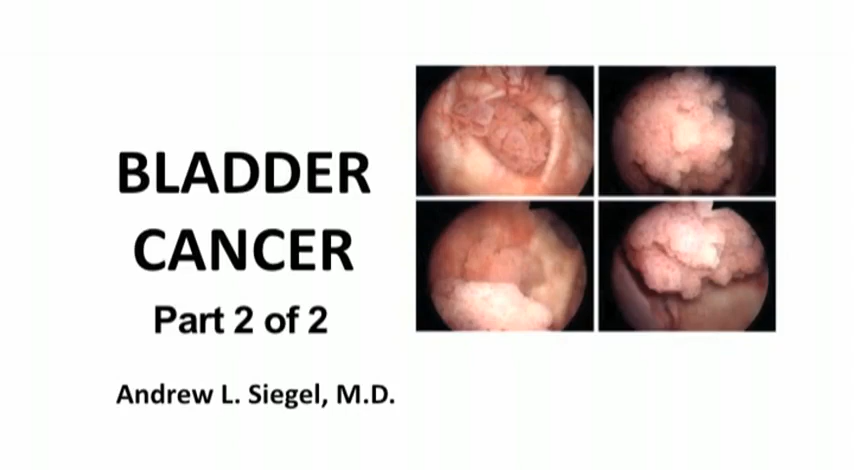 BLADDER
CANCER
Part 2 of 2
Andrew L. Siegel, M.D.